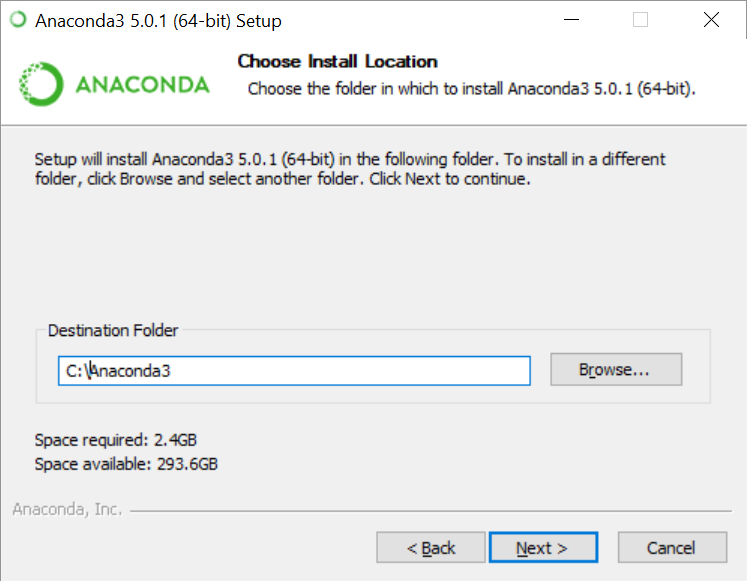 Anaconda3 5.0.1 (64-bit) Setup
ANACONDA
Choose Install Location
Choose the folder in which to install Anaconda3 5.0.1 (64-bit).
Setup will install Anaconda3 5.0.1 (64-bit) in the following folder. To install in a different
folder, click Browse and select another folder. Click Next to continue.
Destination Folder
C:\Anaconda3
Browse...
Space required: 2.4GB
Space available: 293.6GB
Anaconda, Inc.
< Back
Next >
Cancel